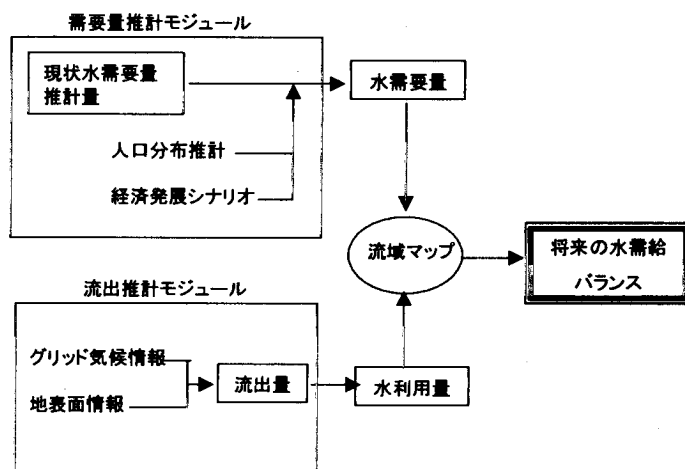 需要量推計モジュール
現状水需要量
推計量
水需要量
人口分布推計
経済発展シナリオ
流域マップ
将来の水需給
バランス
流出推計モジュール
グリッド気候情報
流出量
水利用量
地表面情報